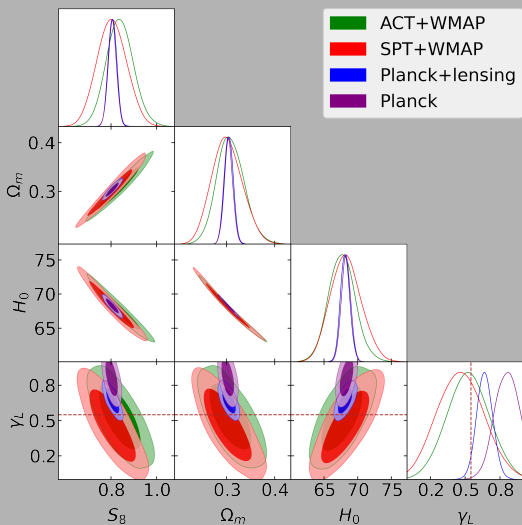 ACT+WMAP
SPT+WMAP
Planck+lensing
Planck
0.4
Ω_m
0.3
75
H_0
70
65
0.8
γ_L
0.5
0.2
0.8 1.0 0.3 0.4 65 70 75 0.2 0.5 0.8
S_8 Ω_m H_0 γ_L